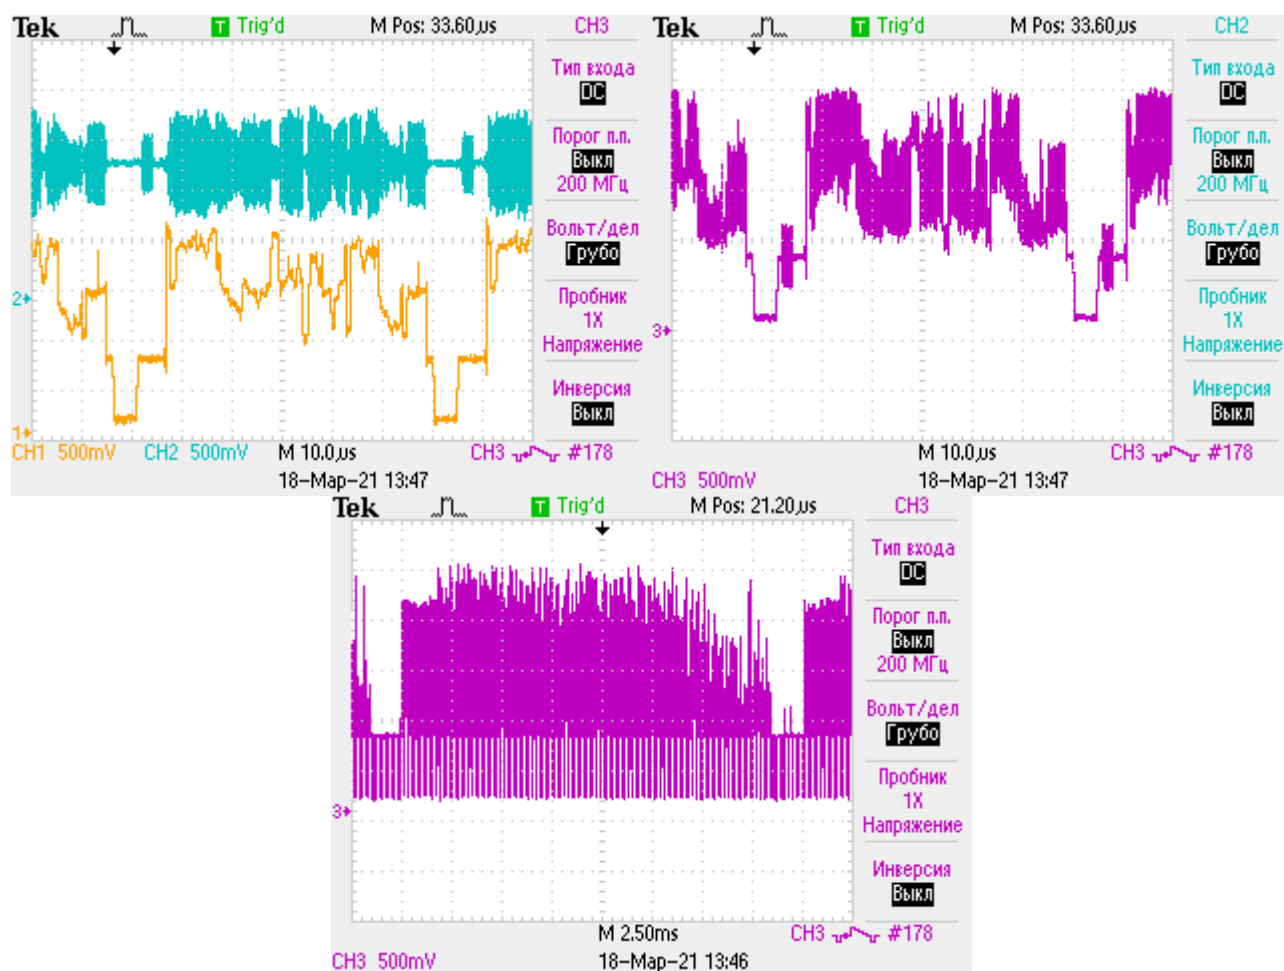 Tek Trig'd M Pos: 33.60µs CH3
Тип входа
DC
Порог п.п.
Выкл
200 МГц
Вольт/дел
Грубо
Пробник
1X
Напряжение
Инверсия
Выкл
2
1
CH1 500mV CH2 500mV M 10.0µs CH3 #178
18-Мар-21 13:47
Tek Trig'd M Pos: 33.60µs CH2
Тип входа
DC
Порог п.п.
Выкл
200 МГц
Вольт/дел
Грубо
Пробник
1X
Напряжение
Инверсия
Выкл
3
M 10.0µs CH3 #178
CH3 500mV 18-Мар-21 13:47
Tek Trig'd M Pos: 21.20µs CH3
Тип входа
DC
Порог п.п.
Выкл
200 МГц
Вольт/дел
Грубо
Пробник
1X
Напряжение
Инверсия
Выкл
3
M 2.50ms CH3 #178
CH3 500mV 18-Мар-21 13:46